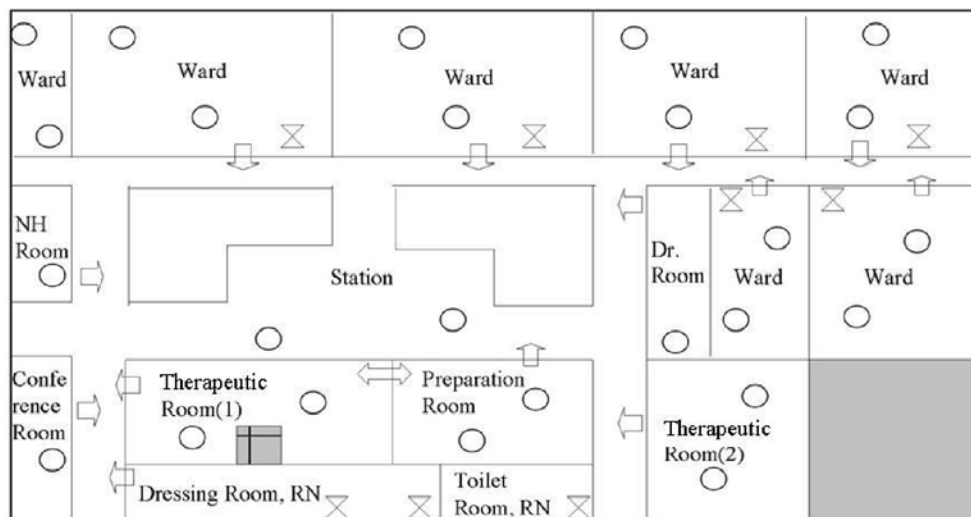 Ward
Ward
Ward
Ward
Ward
NH
Room
Station
Dr.
Room
Ward
Ward
Confe
rence
Room
Therapeutic
Room(1)
Preparation
Room
Therapeutic
Room(2)
Dressing Room, RN
Toilet
Room, RN